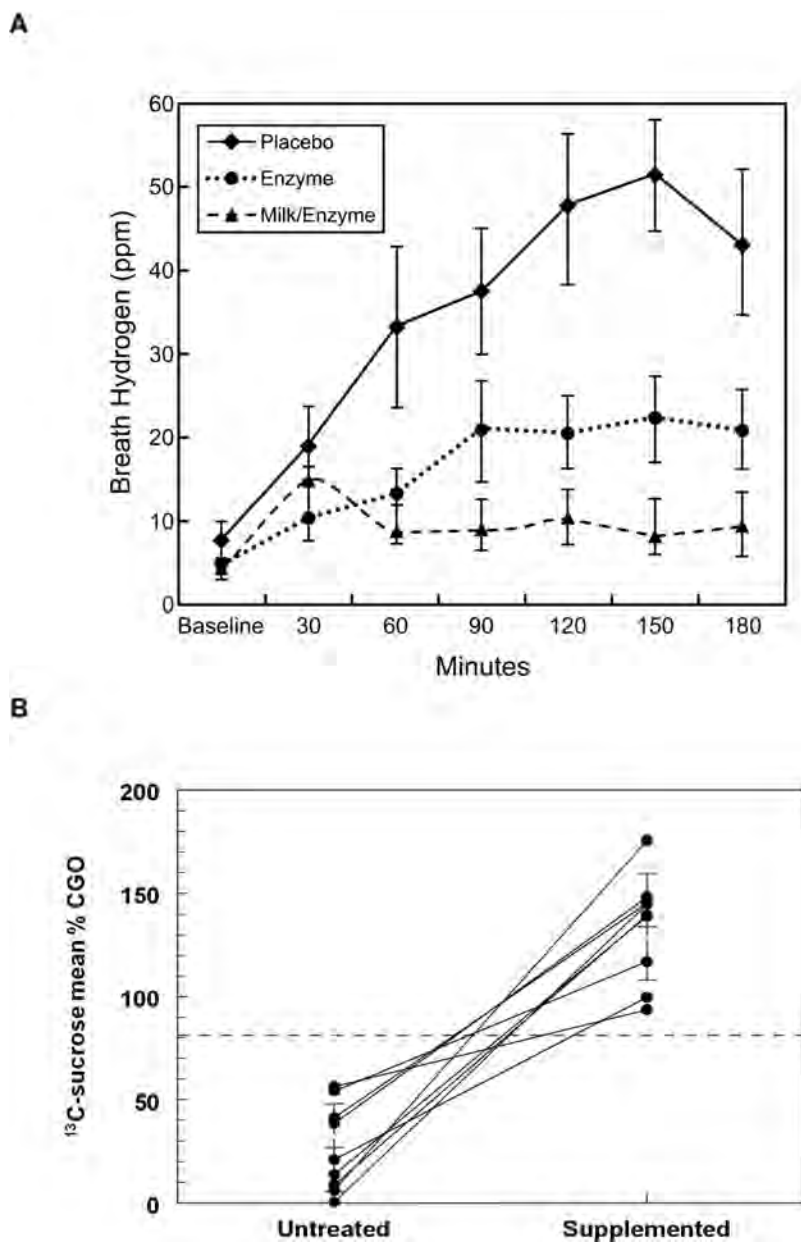 A
60
50
40
30
20
10
0
Breath Hydrogen (ppm)
Placebo
Enzyme
Milk/Enzyme
Baseline 30 60 90 120 150 180
Minutes
B
200
150
100
50
0
¹³C-sucrose mean % CGO
Untreated Supplemented